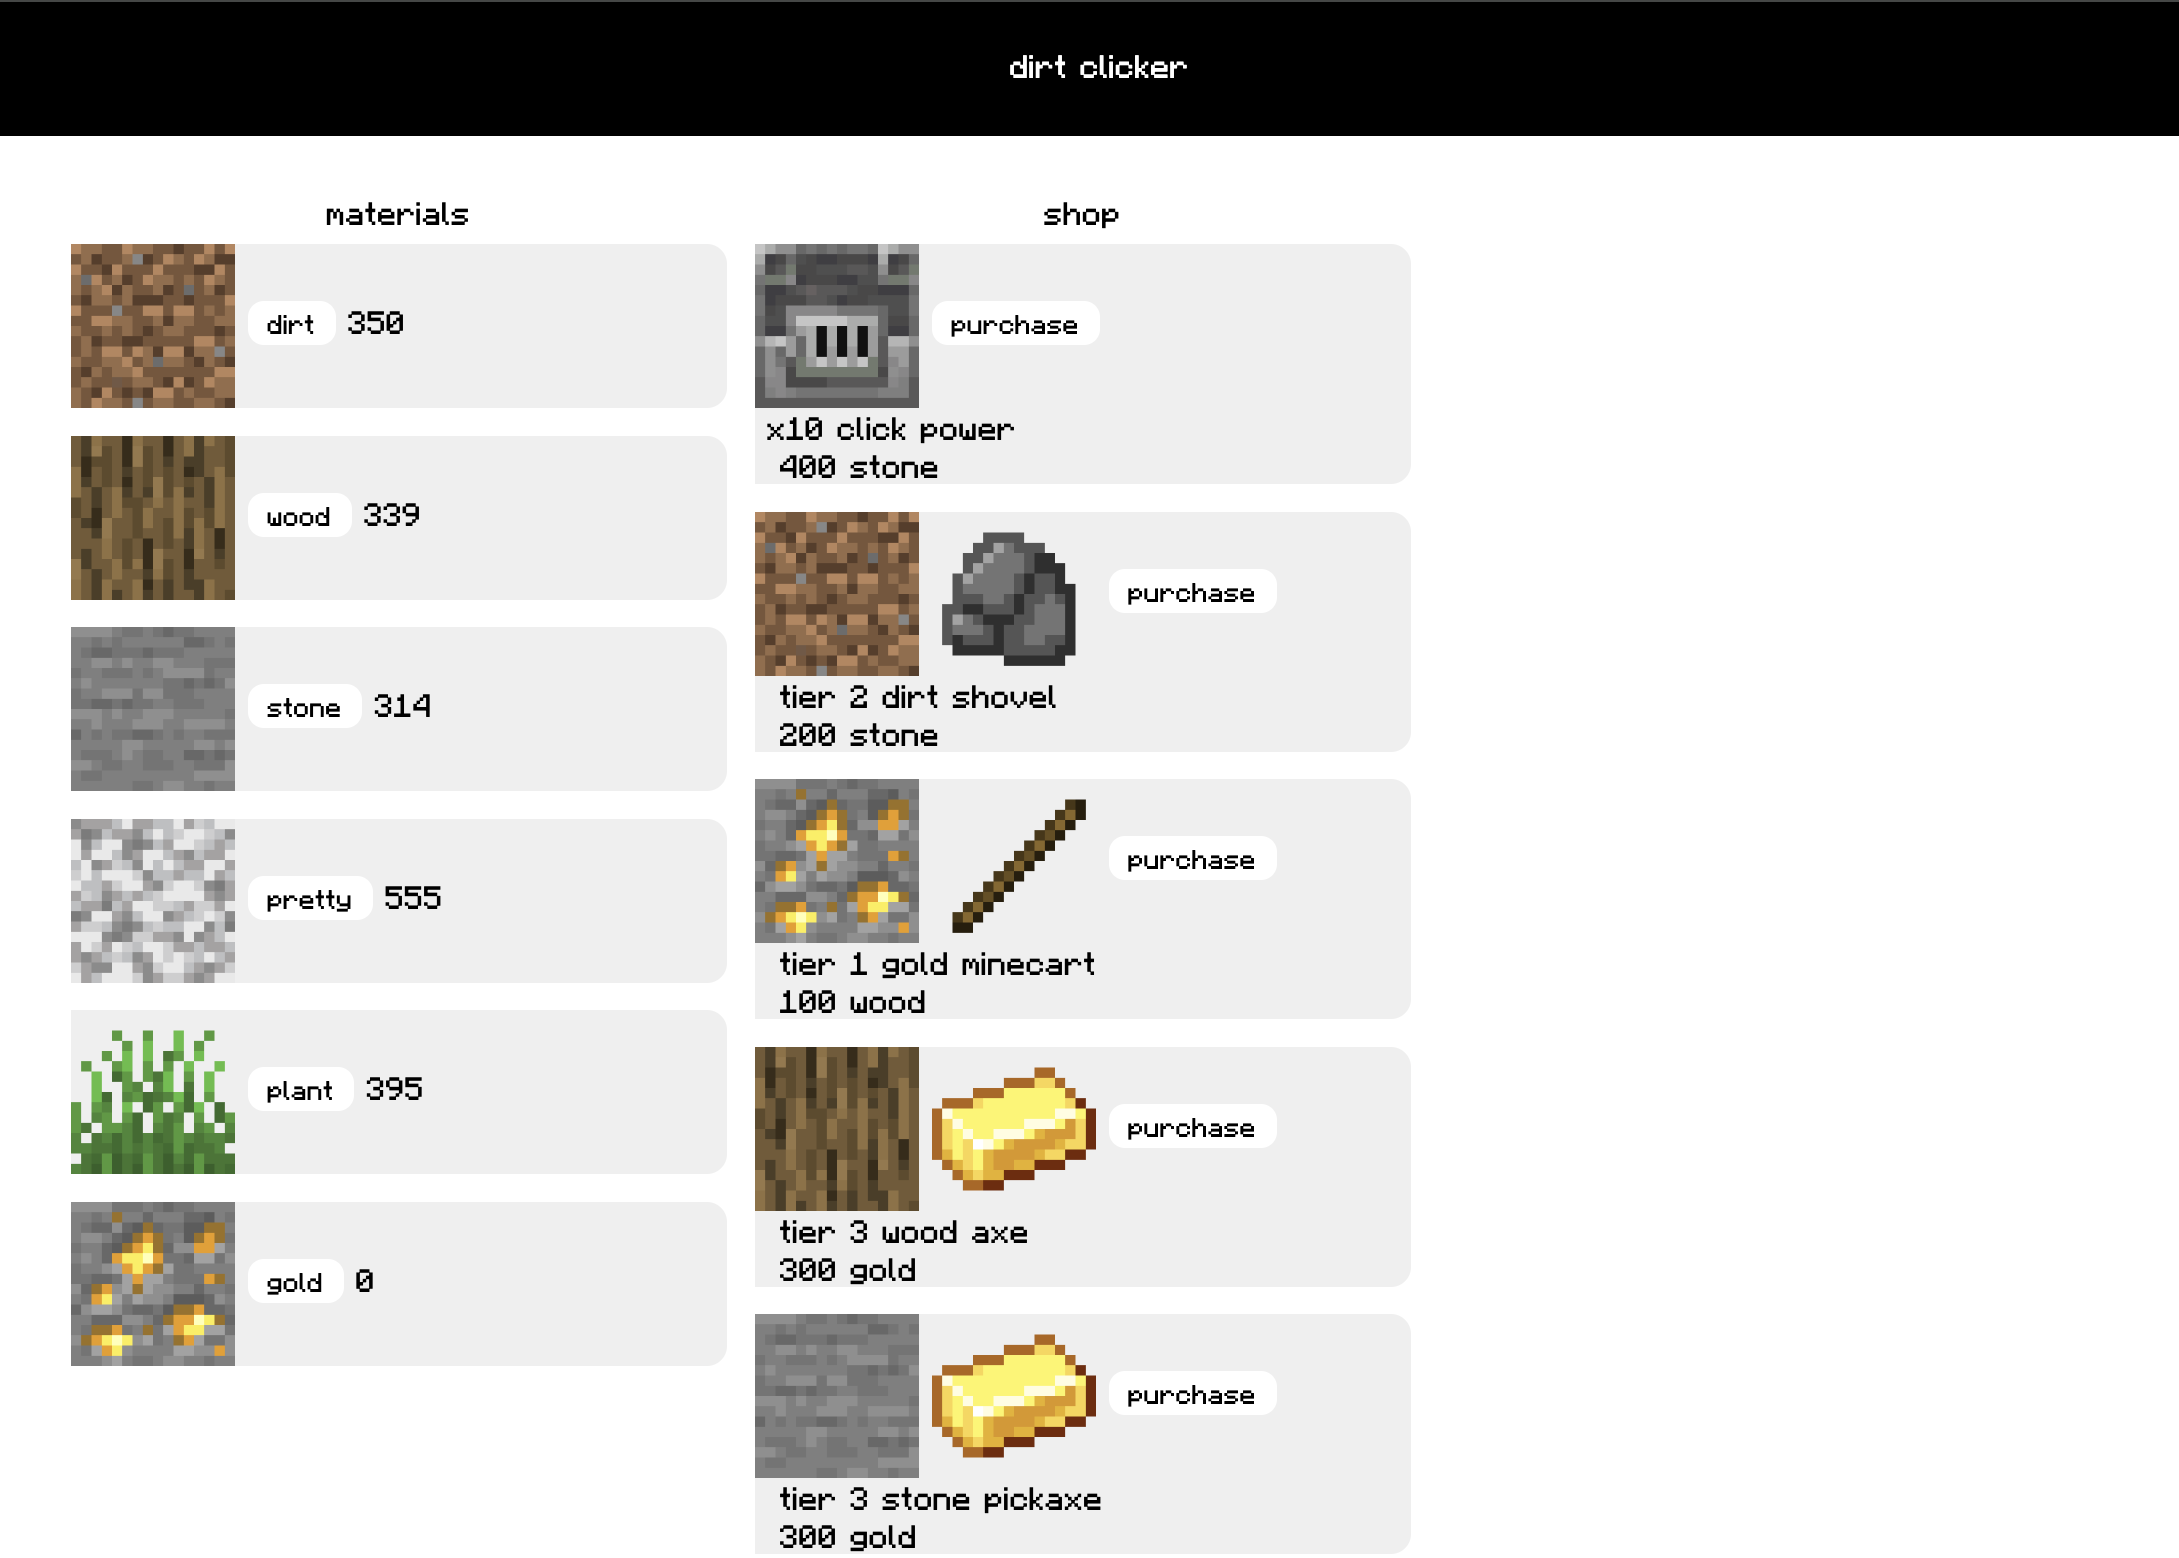 dirt clicker
materials
dirt 350
wood 339
stone 314
pretty 555
plant 395
gold 0
shop
purchase
x10 click power
400 stone
purchase
tier 2 dirt shovel
200 stone
purchase
tier 1 gold minecart
100 wood
purchase
tier 3 wood axe
300 gold
purchase
tier 3 stone pickaxe
300 gold